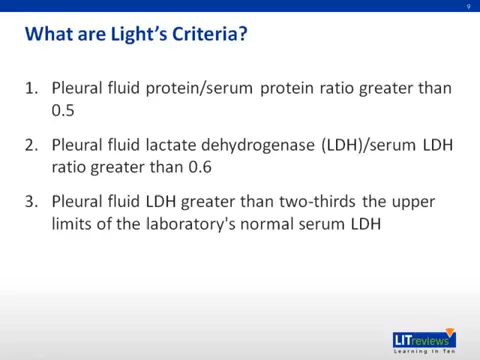 9
What are Light's Criteria?
1. Pleural fluid protein/serum protein ratio greater than
0.5
2. Pleural fluid lactate dehydrogenase (LDH)/serum LDH
ratio greater than 0.6
3. Pleural fluid LDH greater than two-thirds the upper
limits of the laboratory's normal serum LDH
LITreviews
Learning in Ten